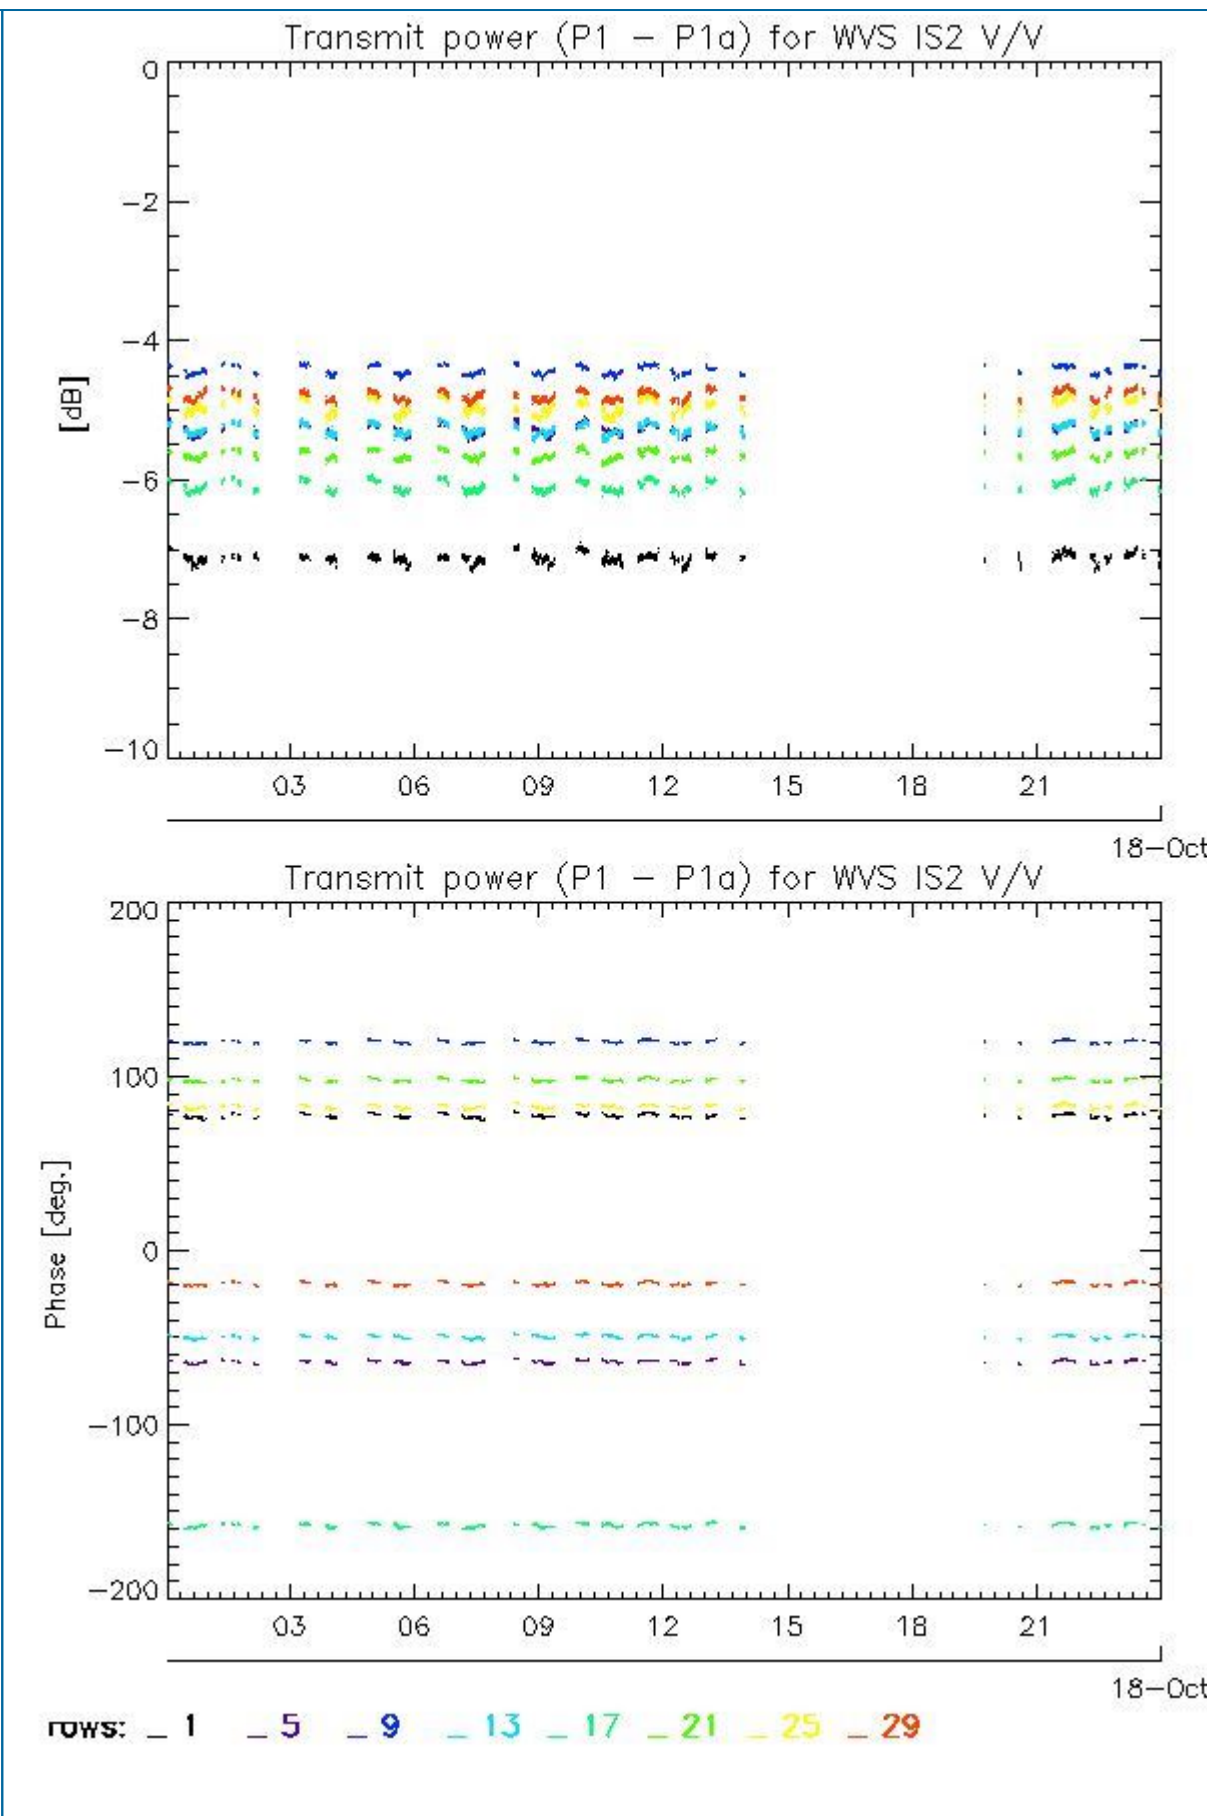 Transmit power (P1 − P1a) for WVS IS2 V/V
0
−2
−4
[dB]
−6
−8
−10
03 06 09 12 15 18 21
18−Oct
Transmit power (P1 − P1a) for WVS IS2 V/V
200
100
Phase [deg.]
0
−100
−200
03 06 09 12 15 18 21
18−Oct
rows: _ 1 _ 5 _ 9 _ 13 _ 17 _ 21 _ 25 _ 29